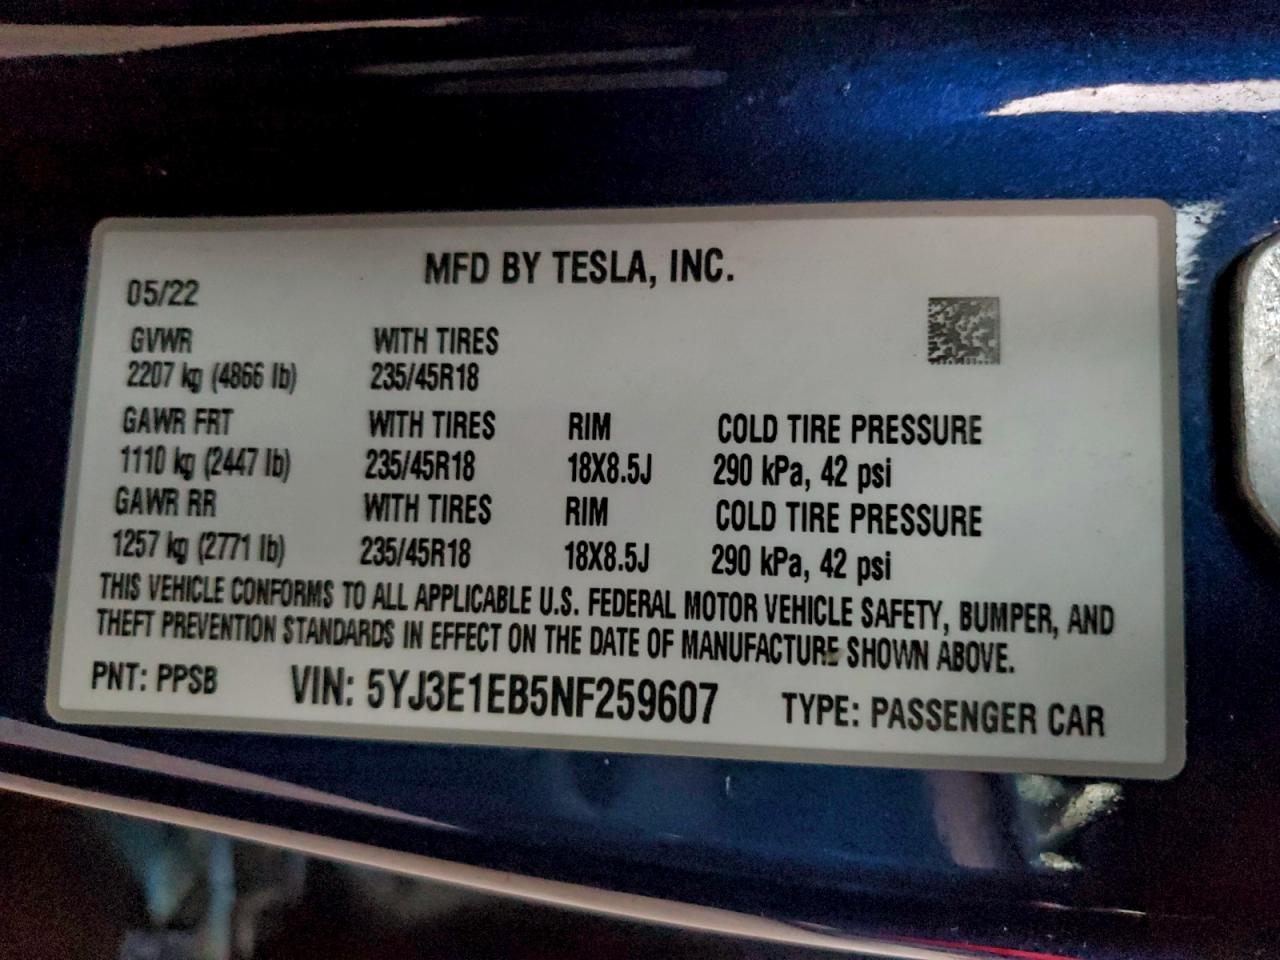 MFD BY TESLA, INC.
05/22
GVWR WITH TIRES
2207 kg (4866 lb) 235/45R18
GAWR FRT WITH TIRES RIM COLD TIRE PRESSURE
1110 kg (2447 lb) 235/45R18 18X8.5J 290 kPa, 42 psi
GAWR RR WITH TIRES RIM COLD TIRE PRESSURE
1257 kg (2771 lb) 235/45R18 18X8.5J 290 kPa, 42 psi
THIS VEHICLE CONFORMS TO ALL APPLICABLE U.S. FEDERAL MOTOR VEHICLE SAFETY, BUMPER, AND
THEFT PREVENTION STANDARDS IN EFFECT ON THE DATE OF MANUFACTURE SHOWN ABOVE.
PNT: PPSB VIN: 5YJ3E1EB5NF259607 TYPE: PASSENGER CAR